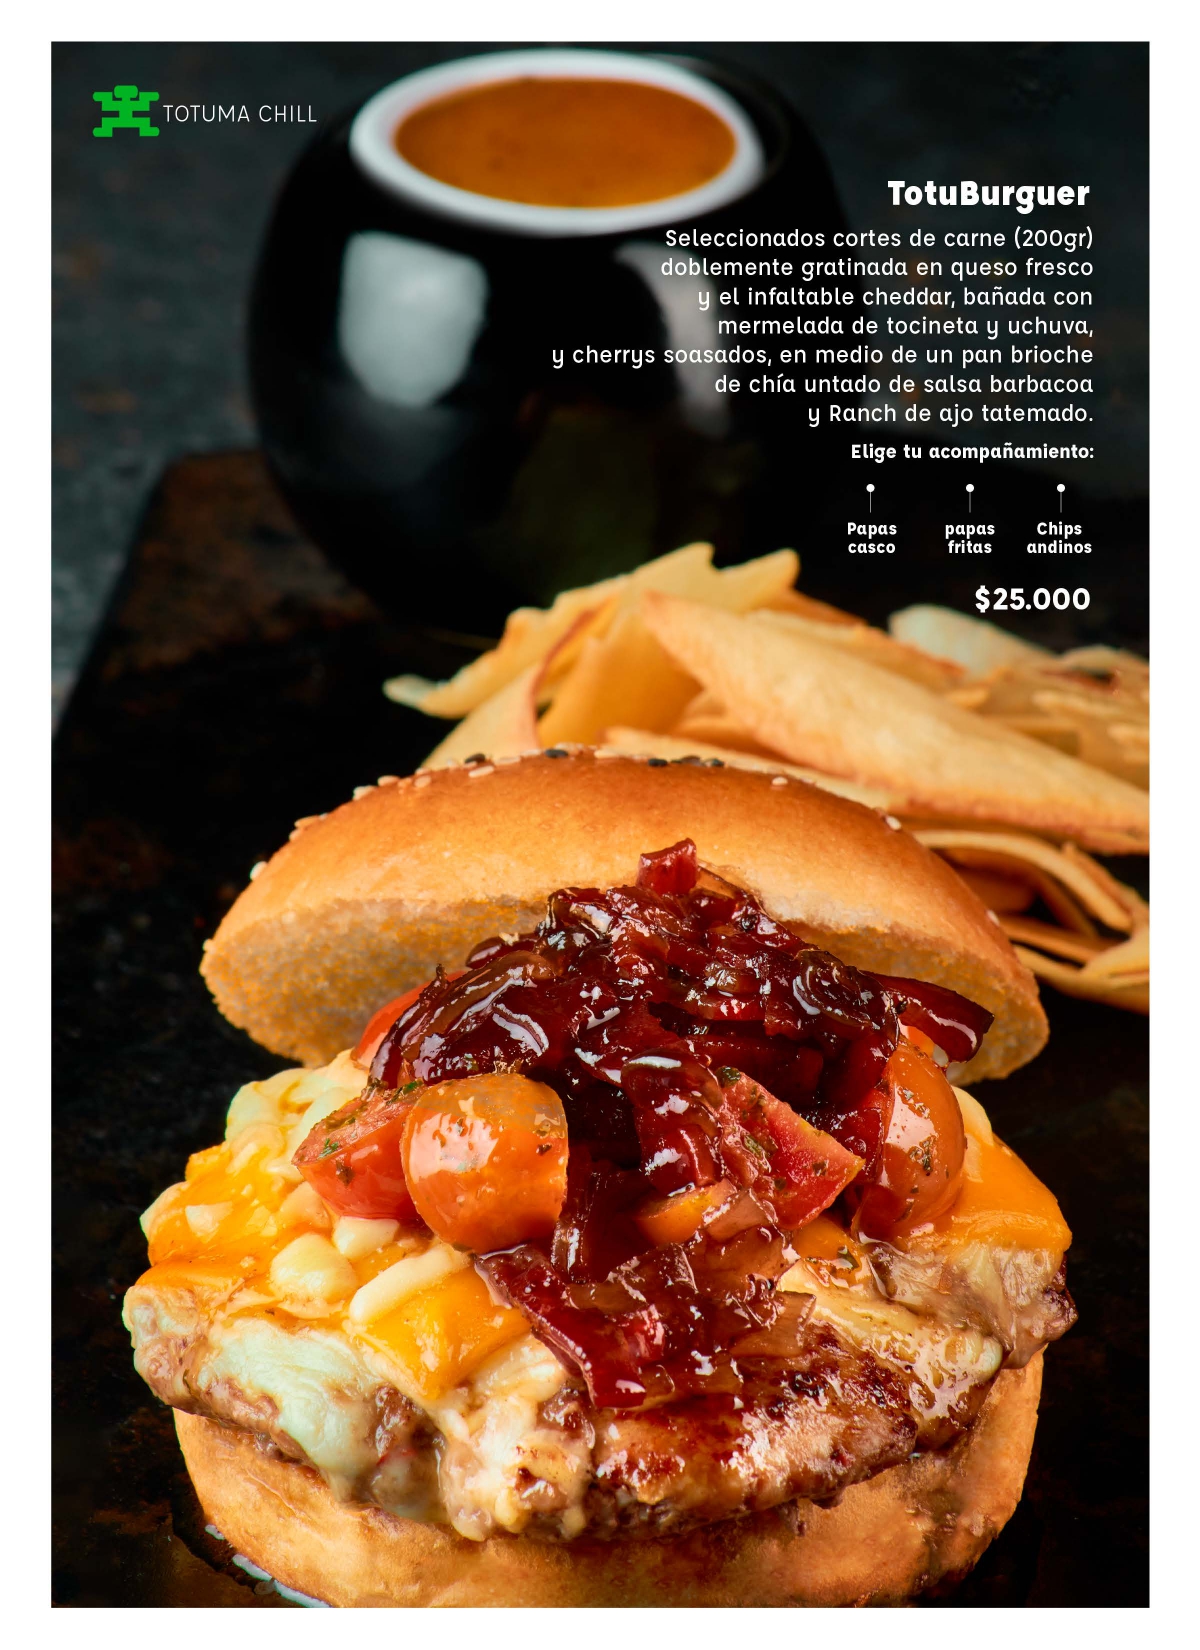 TOTUMA CHILL
TotuBurguer
Seleccionados cortes de carne (200gr)
doblemente gratinada en queso fresco
y el infaltable cheddar, bañada con
mermelada de tocineta y uchuva,
y cherrys soasados, en medio de un pan brioche
de chía untado de salsa barbacoa
y Ranch de ajo tatemado.
Elige tu acompañamiento:
Papas
casco
papas
fritas
Chips
andinos
$25.000